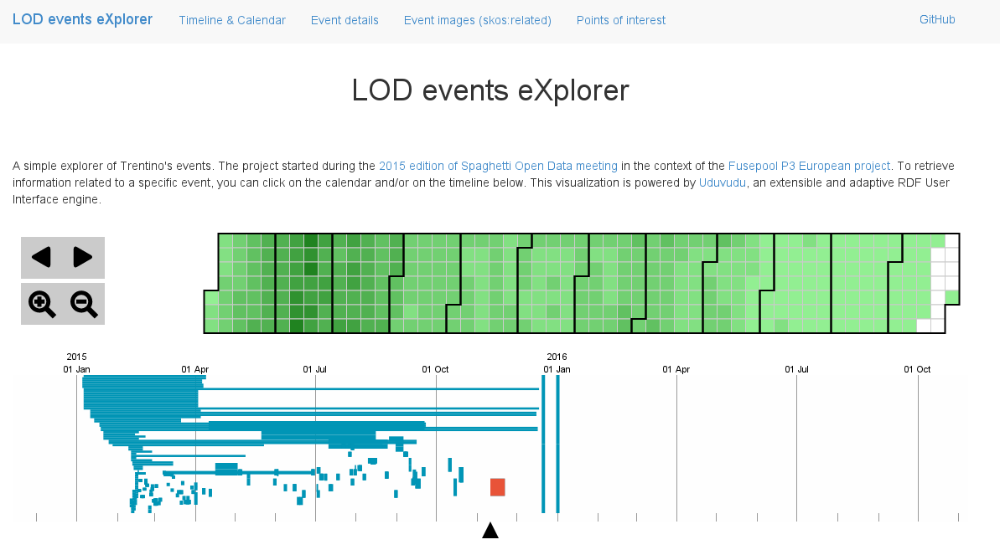 LOD events eXplorer Timeline & Calendar Event details Event images (skos:related) Points of interest GitHub
LOD events eXplorer
A simple explorer of Trentino's events. The project started during the 2015 edition of Spaghetti Open Data meeting in the context of the Fusepool P3 European project. To retrieve
information related to a specific event, you can click on the calendar and/or on the timeline below. This visualization is powered by Uduvudu, an extensible and adaptive RDF User
Interface engine.
2015 2016
01 Jan 01 Apr 01 Jul 01 Oct 01 Jan 01 Apr 01 Jul 01 Oct